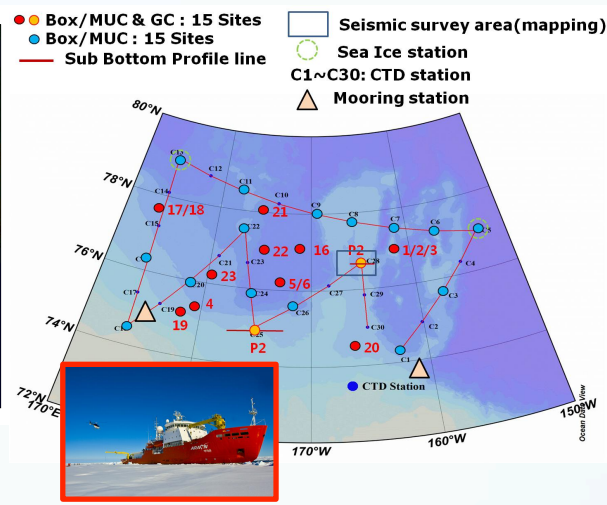 Box/MUC & GC : 15 Sites
Box/MUC : 15 Sites
Sub Bottom Profile line
Seismic survey area(mapping)
Sea Ice station
C1~C30: CTD station
Mooring station
80°N
78°N
76°N
74°N
72°N
170°E
170°W
160°W
150°W
C12
C14
C11
C10
C9
C8
C7
C6
C15
17/18
21
C22
C4
22
16
P2
C28
1/2/3
C21
C23
23
C20
5/6
C24
C27
C29
C3
C17
C19
4
19
C26
C25
P2
C30
C2
20
C1
CTD Station
Ocean Data View